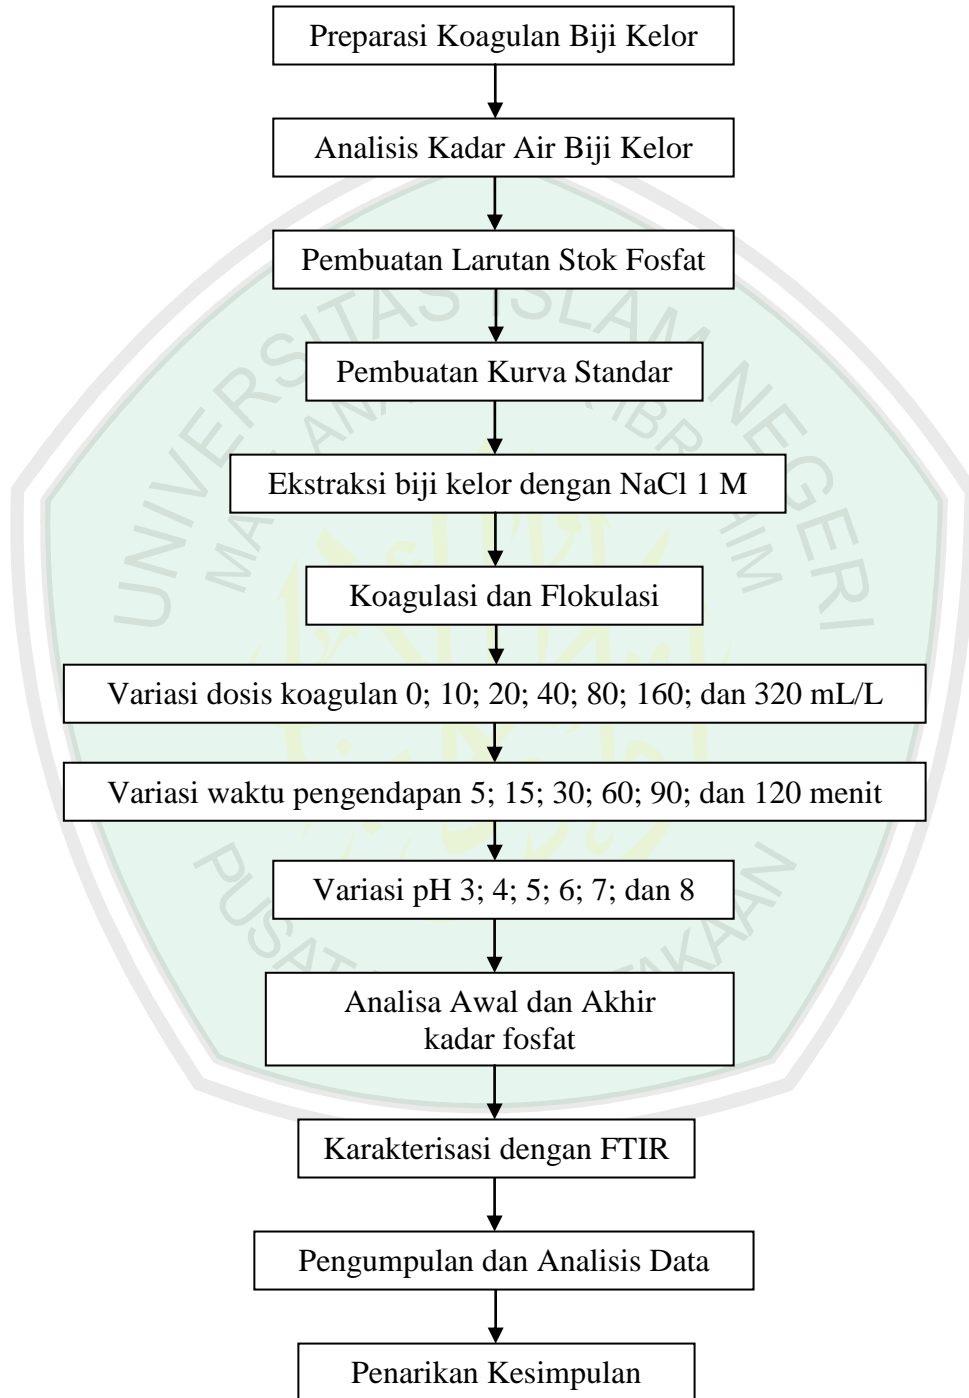 Preparasi Koagulan Biji Kelor
Analisis Kadar Air Biji Kelor
Pembuatan Larutan Stok Fosfat
Pembuatan Kurva Standar
Ekstraksi biji kelor dengan NaCl 1 M
Koagulasi dan Flokulasi
Variasi dosis koagulan 0; 10; 20; 40; 80; 160; dan 320 mL/L
Variasi waktu pengendapan 5; 15; 30; 60; 90; dan 120 menit
Variasi pH 3; 4; 5; 6; 7; dan 8
Analisa Awal dan Akhir
kadar fosfat
Karakterisasi dengan FTIR
Pengumpulan dan Analisis Data
Penarikan Kesimpulan
UNIVERSITAS ISLAM NEGERI